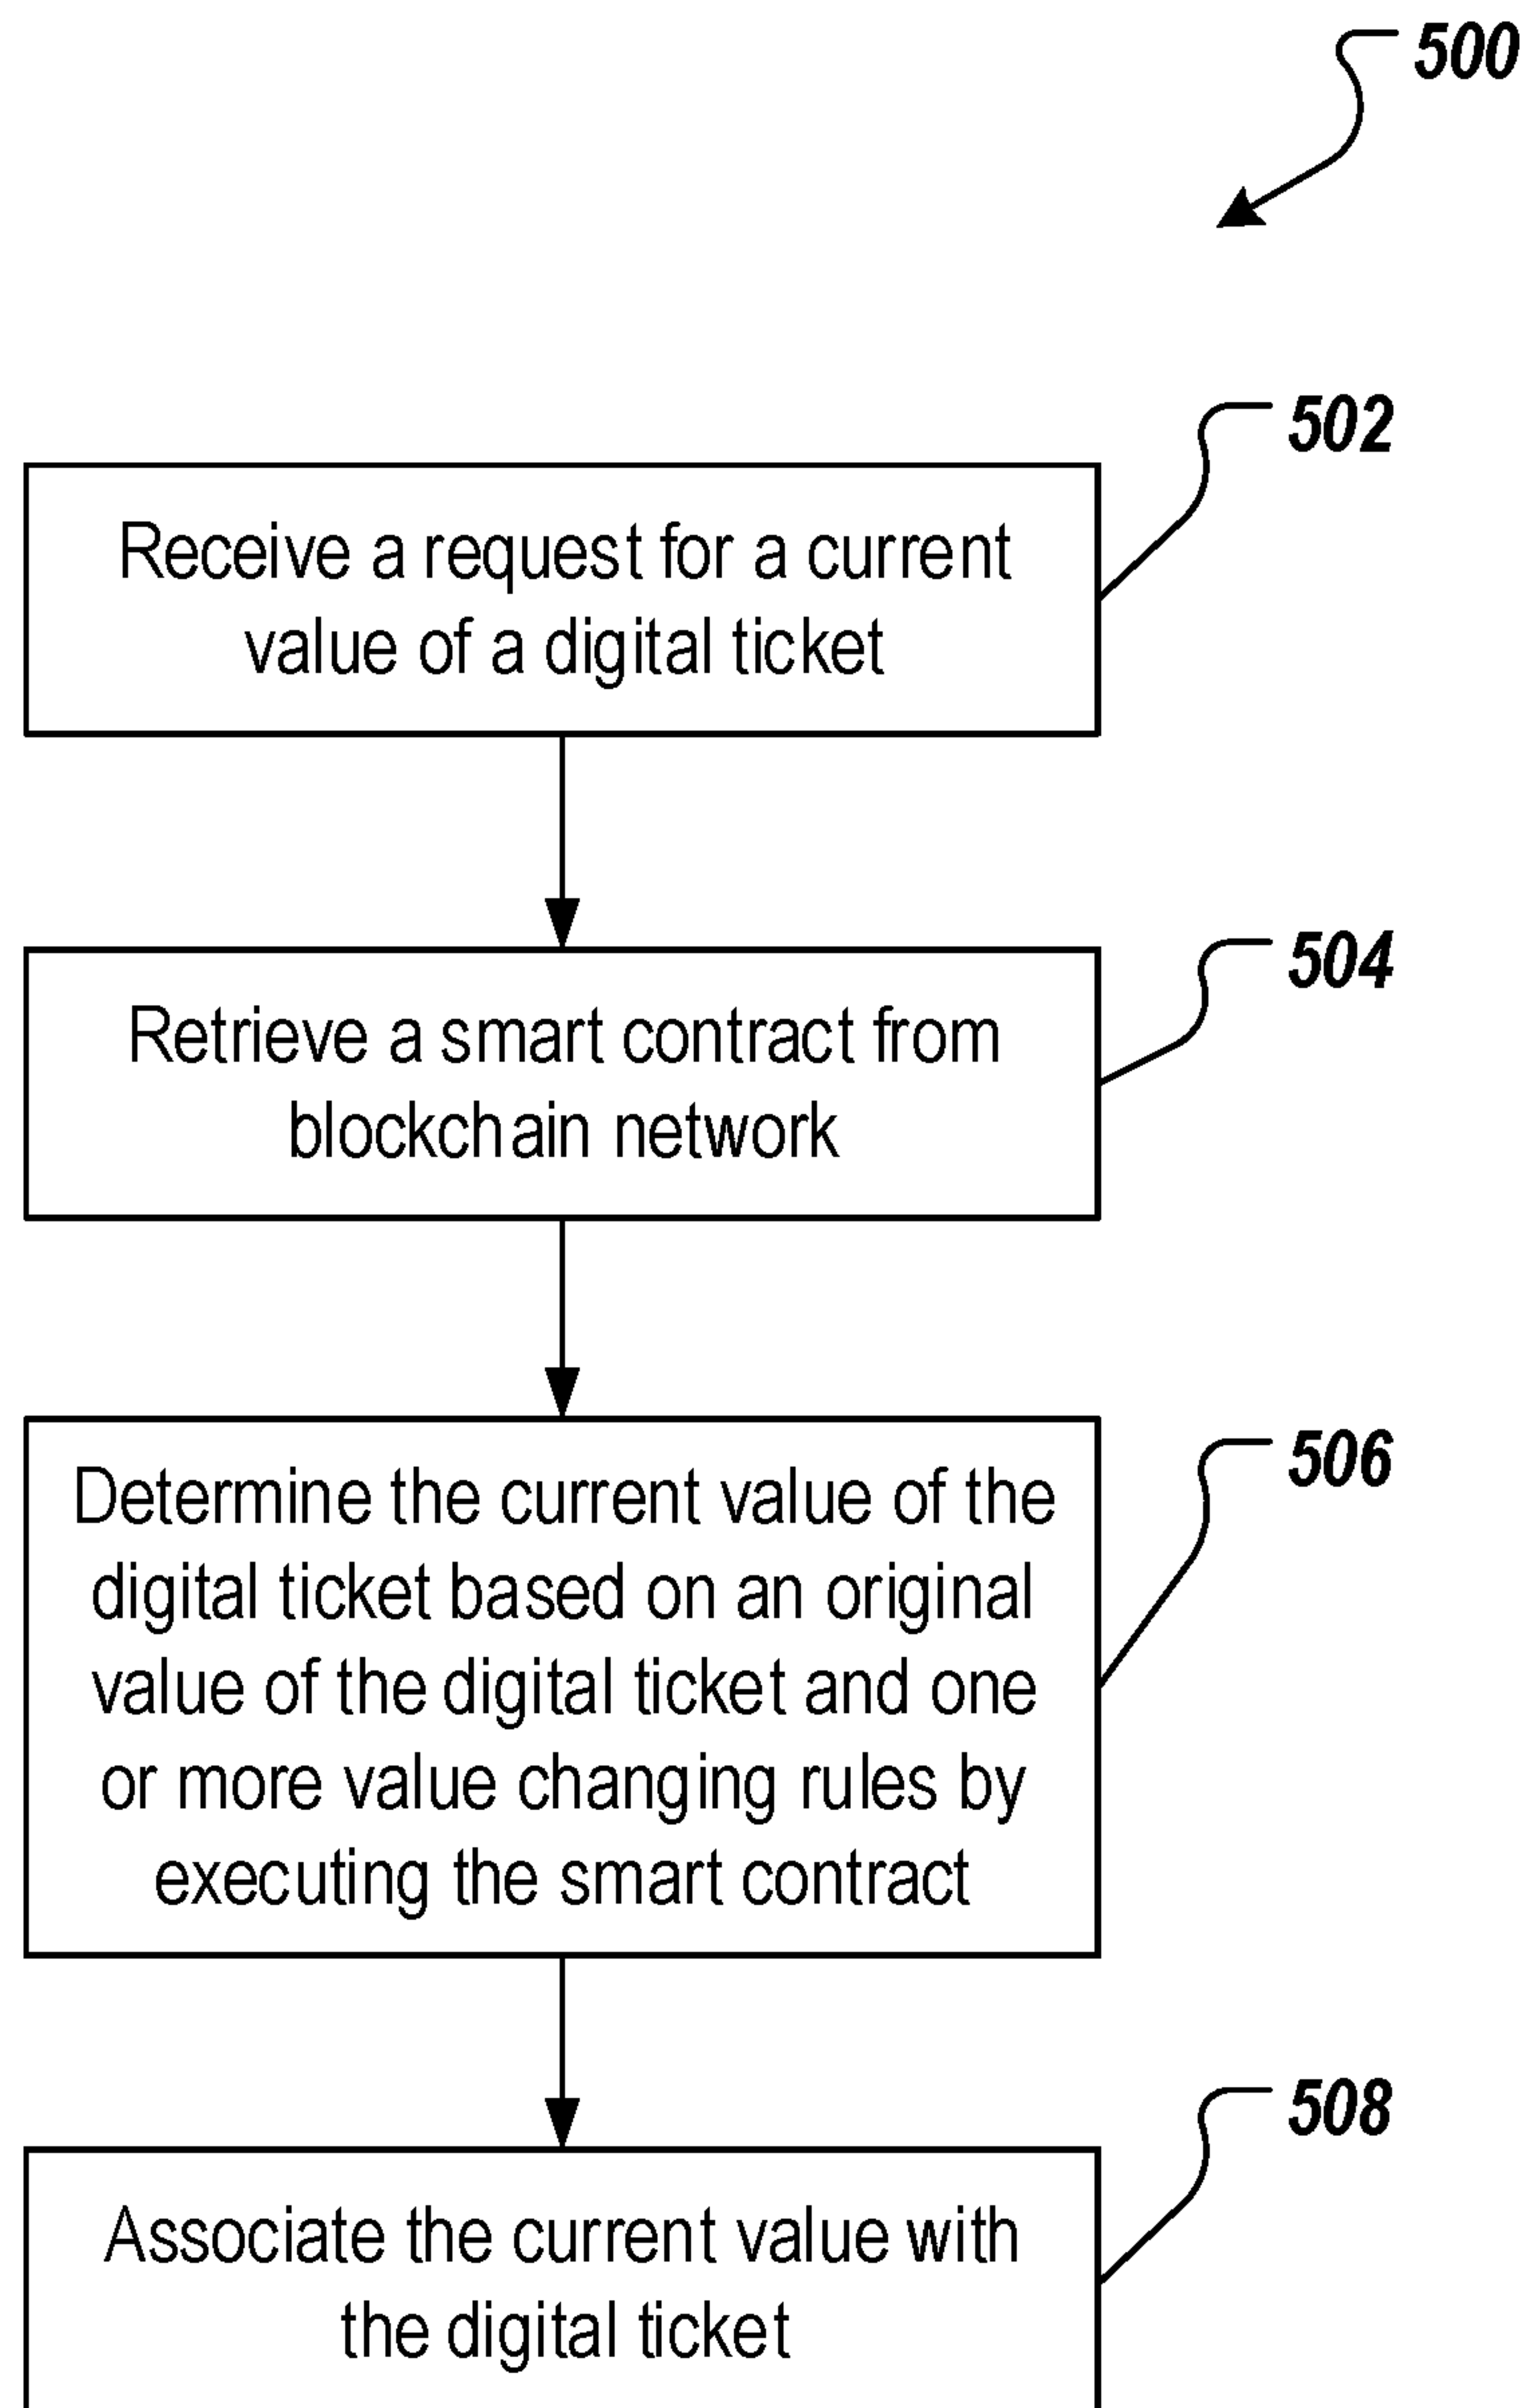 500
502
Receive a request for a current
value of a digital ticket
504
Retrieve a smart contract from
blockchain network
506
Determine the current value of the
digital ticket based on an original
value of the digital ticket and one
or more value changing rules by
executing the smart contract
508
Associate the current value with
the digital ticket